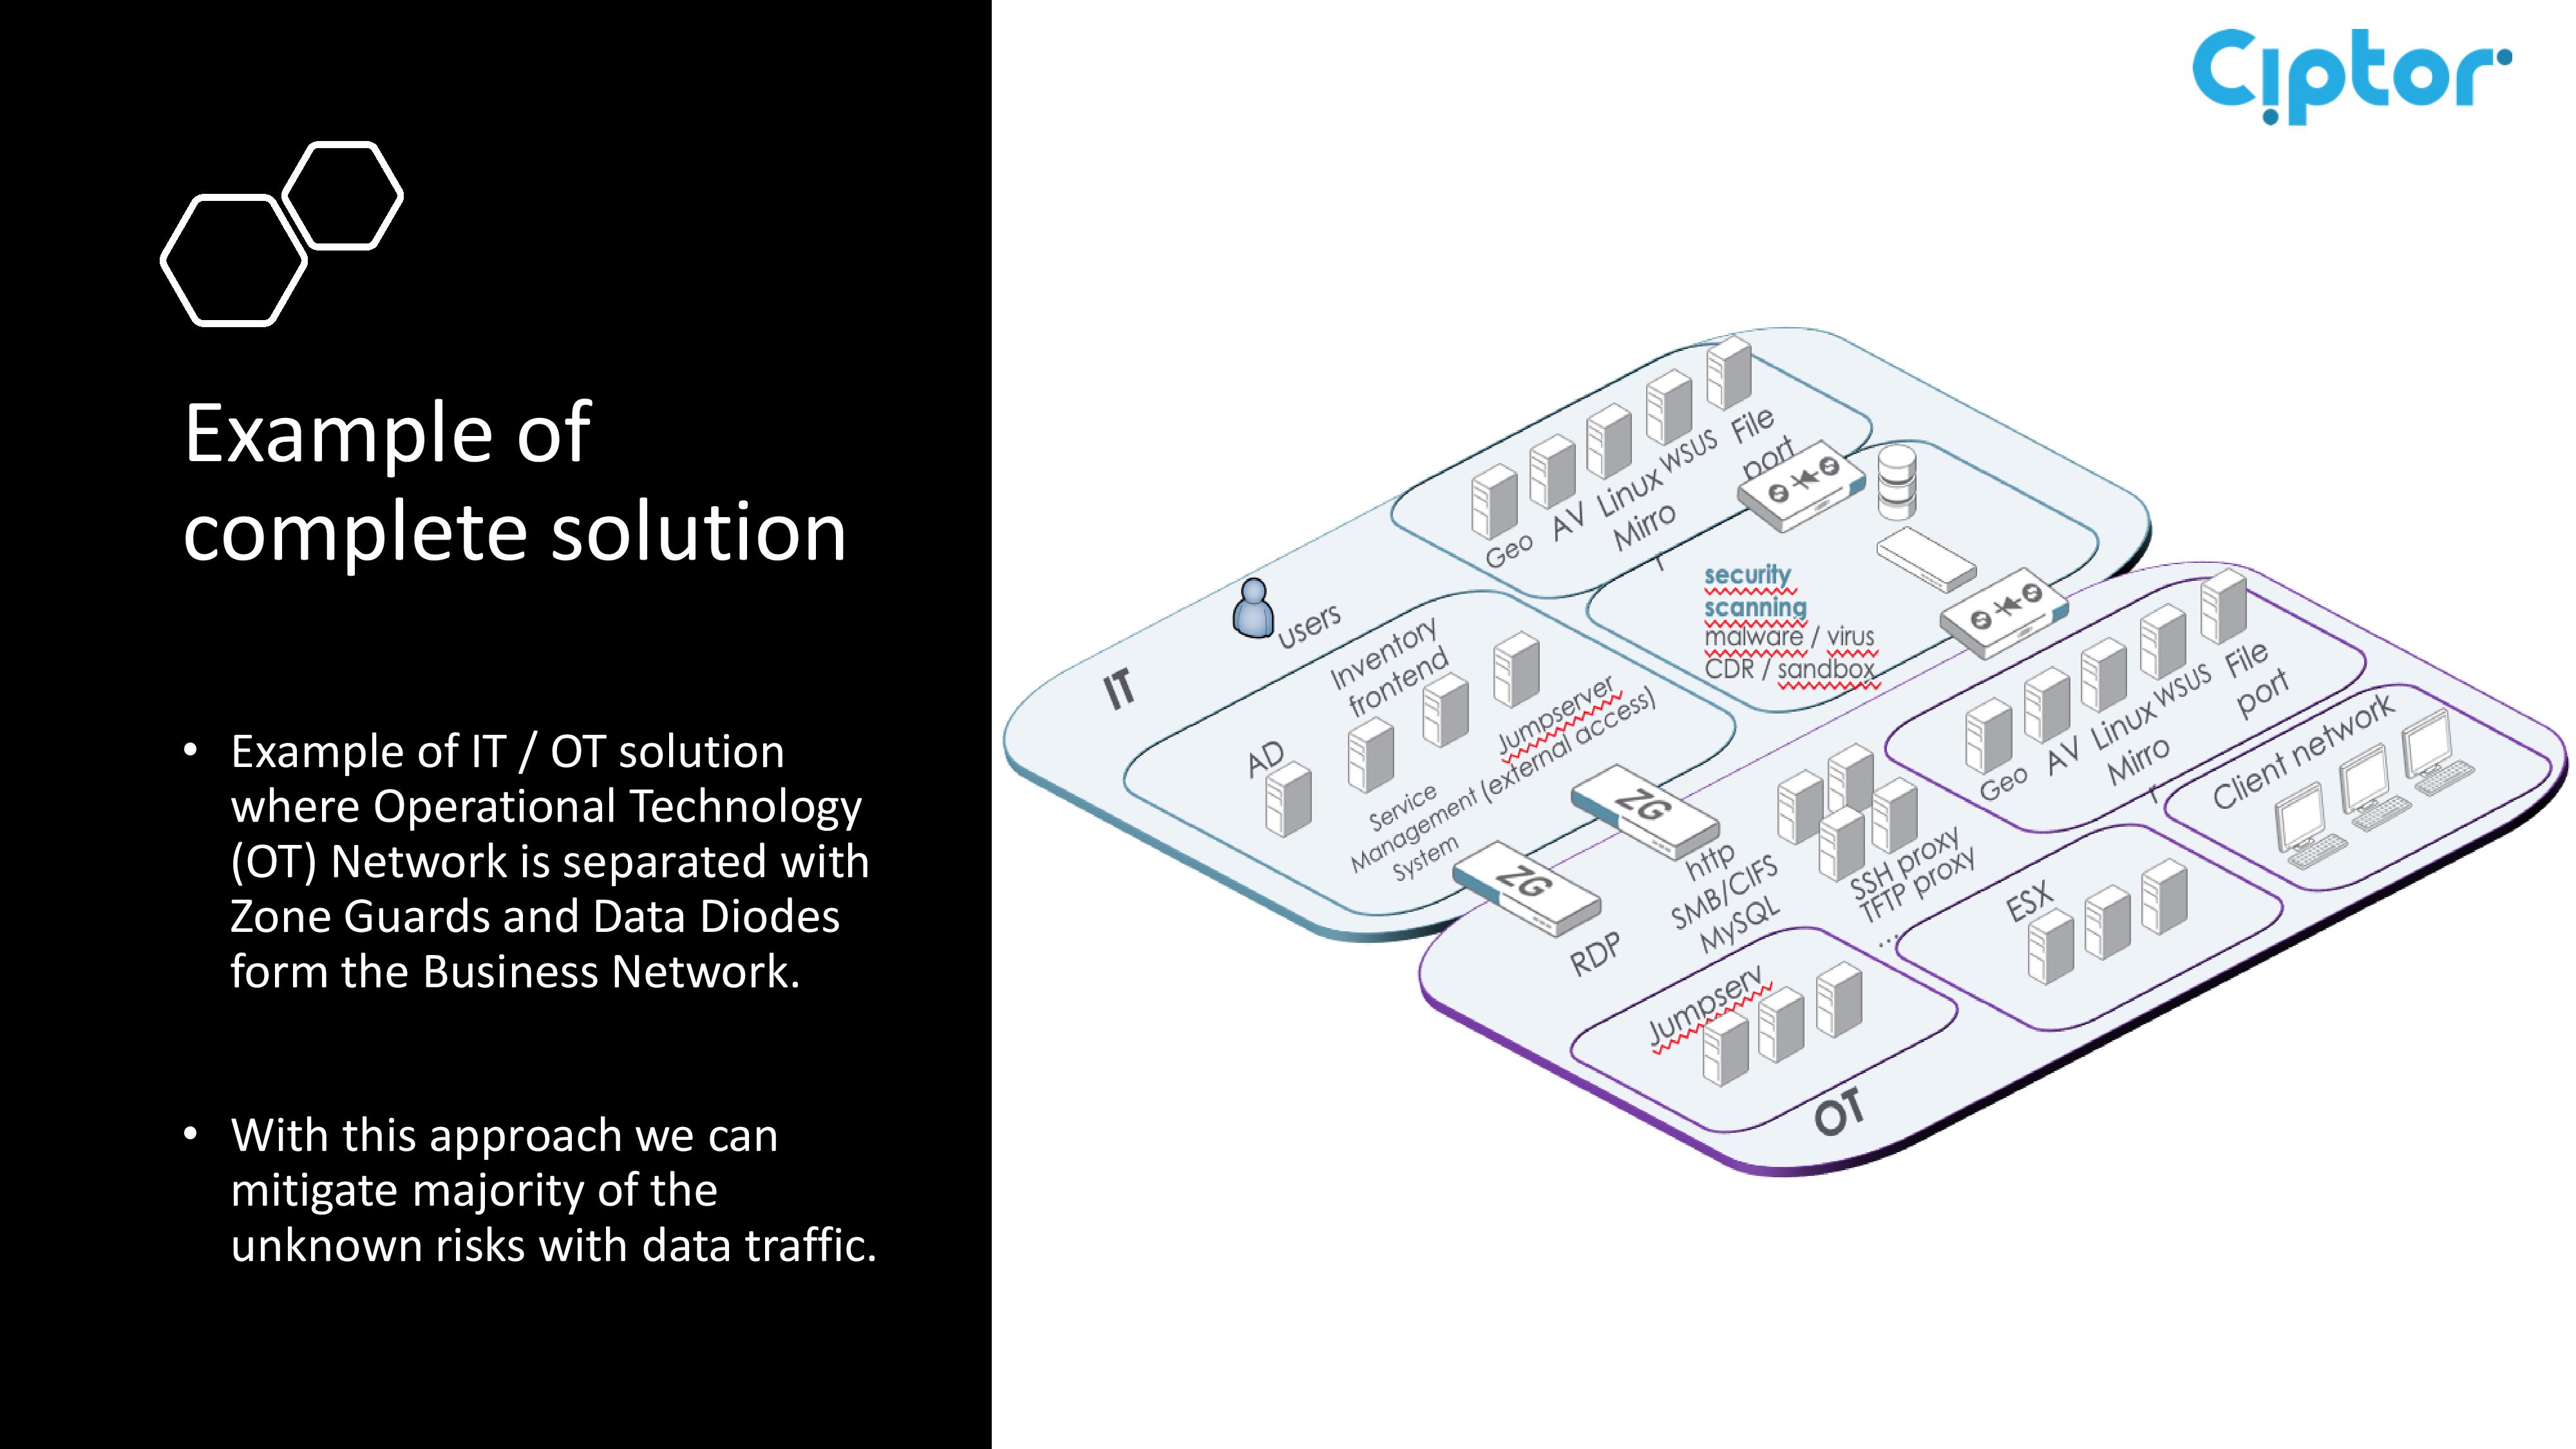 Ciptor
Example of
complete solution
• Example of IT / OT solution
where Operational Technology
(OT) Network is separated with
Zone Guards and Data Diodes
form the Business Network.
• With this approach we can
mitigate majority of the
unknown risks with data traffic.
IT
users
Geo
AV
Linux
Mirro
r
WSUS
File
port
security
scanning
malware / virus
CDR / sandbox
AD
Inventory
frontend
Service
Management
System
Jumpserver
(external access)
ZG
ZG
RDP
http
SMB/CIFS
MySQL
SSH proxy
TFTP proxy
...
Geo
AV
Linux
Mirro
r
WSUS
File
port
Client network
ESX
Jumpserv
OT